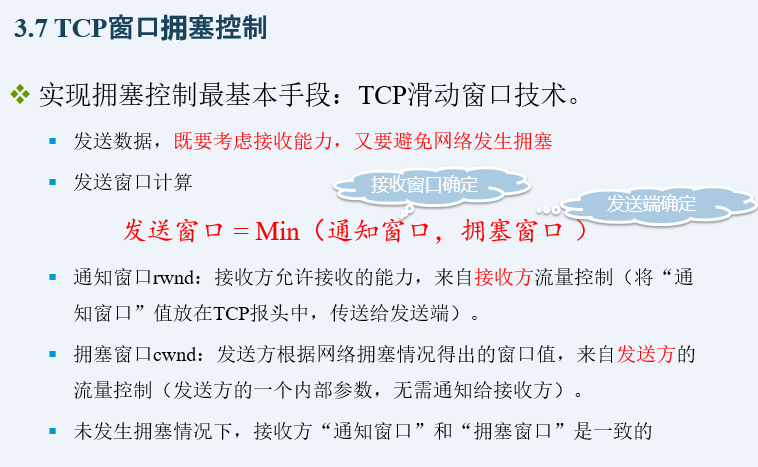 3.7 TCP窗口拥塞控制
实现拥塞控制最基本手段：TCP滑动窗口技术。
发送数据，既要考虑接收能力，又要避免网络发生拥塞
发送窗口计算
接收窗口确定
发送端确定
发送窗口 = Min（通知窗口，拥塞窗口 ）
通知窗口rwnd：接收方允许接收的能力，来自接收方流量控制（将“通
知窗口”值放在TCP报头中，传送给发送端）。
拥塞窗口cwnd：发送方根据网络拥塞情况得出的窗口值，来自发送方的
流量控制（发送方的一个内部参数，无需通知给接收方）。
未发生拥塞情况下，接收方“通知窗口”和“拥塞窗口”是一致的